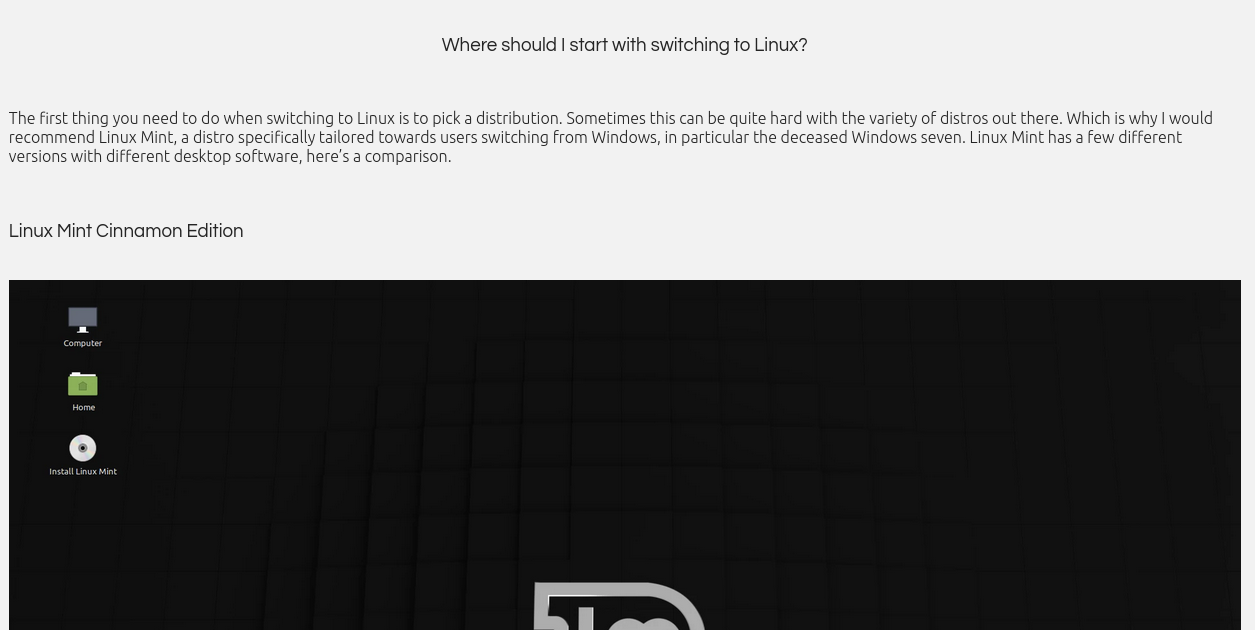 Where should I start with switching to Linux?
The first thing you need to do when switching to Linux is to pick a distribution. Sometimes this can be quite hard with the variety of distros out there. Which is why I would
recommend Linux Mint, a distro specifically tailored towards users switching from Windows, in particular the deceased Windows seven. Linux Mint has a few different
versions with different desktop software, here’s a comparison.
Linux Mint Cinnamon Edition
Computer
Home
Install Linux Mint